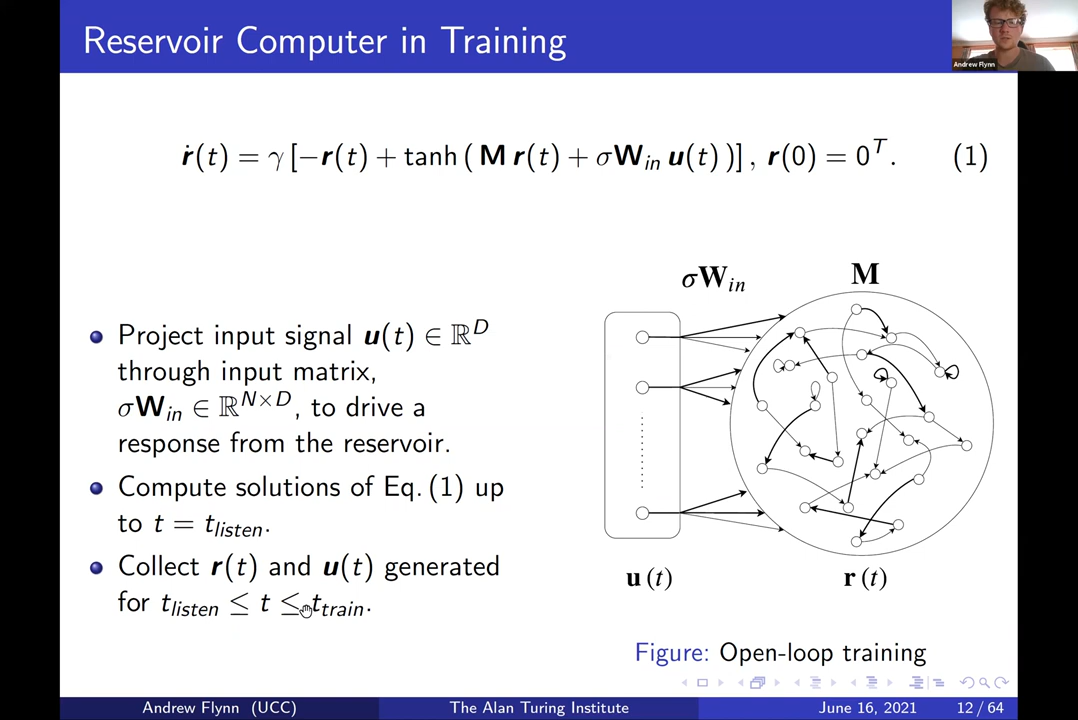 Reservoir Computer in Training
Andrew Flynn
ṙ(t) = γ [−r(t) + tanh ( M r(t) + σW_in u(t) )] , r(0) = 0^T. (1)
Project input signal u(t) ∈ ℝ^D
through input matrix,
σW_in ∈ ℝ^{N×D}, to drive a
response from the reservoir.
Compute solutions of Eq. (1) up
to t = t_listen.
Collect r(t) and u(t) generated
for t_listen ≤ t ≤ t_train.
σW_in
M
u (t)
r (t)
Figure: Open-loop training
Andrew Flynn (UCC)
The Alan Turing Institute
June 16, 2021
12 / 64